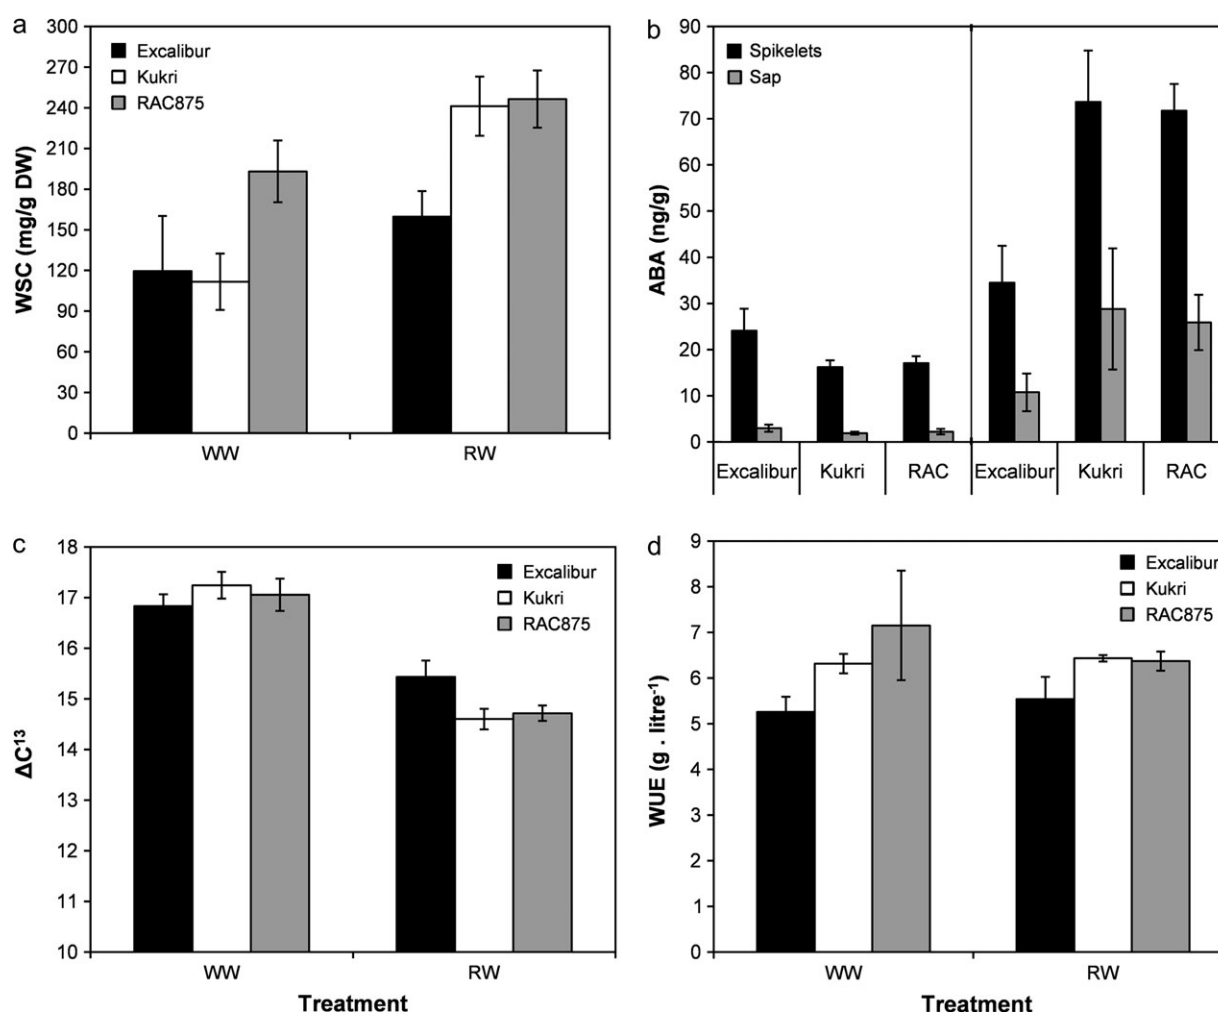 a
300
270
240
210
180
150
120
90
60
30
0
WSC (mg/g DW)
Excalibur
Kukri
RAC875
WW RW
b
90
80
70
60
50
40
30
20
10
0
ABA (ng/g)
Spikelets
Sap
Excalibur Kukri RAC Excalibur Kukri RAC
c
18
17
16
15
14
13
12
11
10
ΔC¹³
Excalibur
Kukri
RAC875
WW RW
Treatment
d
9
8
7
6
5
4
3
2
1
0
WUE (g . litre⁻¹)
Excalibur
Kukri
RAC875
WW RW
Treatment